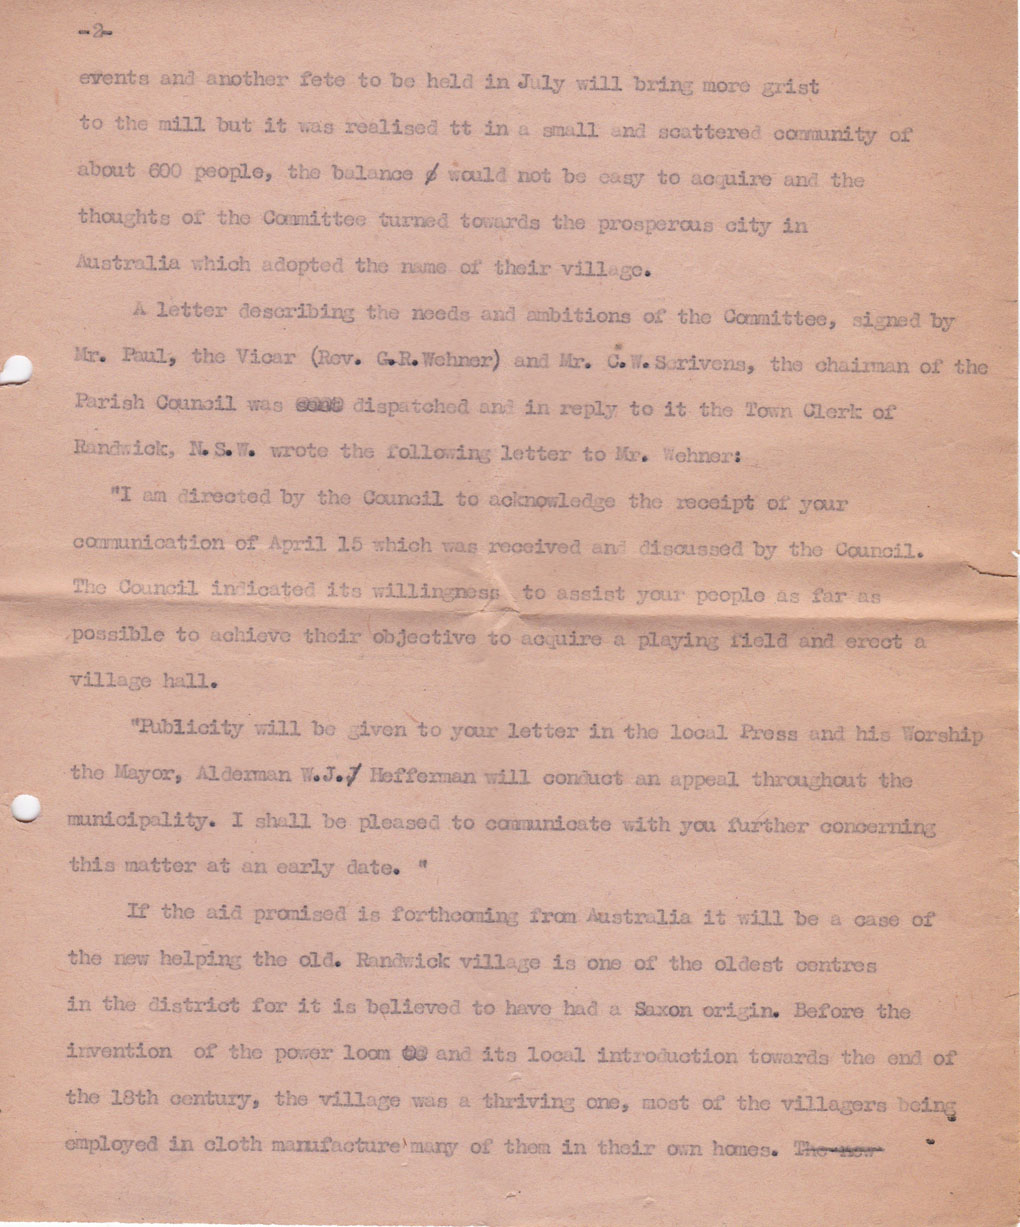 -2-
events and another fete to be held in July will bring more grist
to the mill but it was realised tt in a small and scattered community of
about 600 people, the balance would not be easy to acquire and the
thoughts of the Committee turned towards the prosperous city in
Australia which adopted the name of their village.
A letter describing the needs and ambitions of the Committee, signed by
Mr. Paul, the Vicar (Rev. G.R.Wehner) and Mr. C.W.Scrivens, the chairman of the
Parish Council was dispatched and in reply to it the Town Clerk of
Randwick, N.S.W. wrote the following letter to Mr. Wehner:
"I am directed by the Council to acknowledge the receipt of your
communication of April 15 which was received and discussed by the Council.
The Council indicated its willingness to assist your people as far as
possible to achieve their objective to acquire a playing field and erect a
village hall.
"Publicity will be given to your letter in the local Press and his Worship
the Mayor, Alderman W.J. Hefferman will conduct an appeal throughout the
municipality. I shall be pleased to communicate with you further concerning
this matter at an early date. "
If the aid promised is forthcoming from Australia it will be a case of
the new helping the old. Randwick village is one of the oldest centres
in the district for it is believed to have had a Saxon origin. Before the
invention of the power loom and its local introduction towards the end of
the 18th century, the village was a thriving one, most of the villagers being
employed in cloth manufacture many of them in their own homes. The new